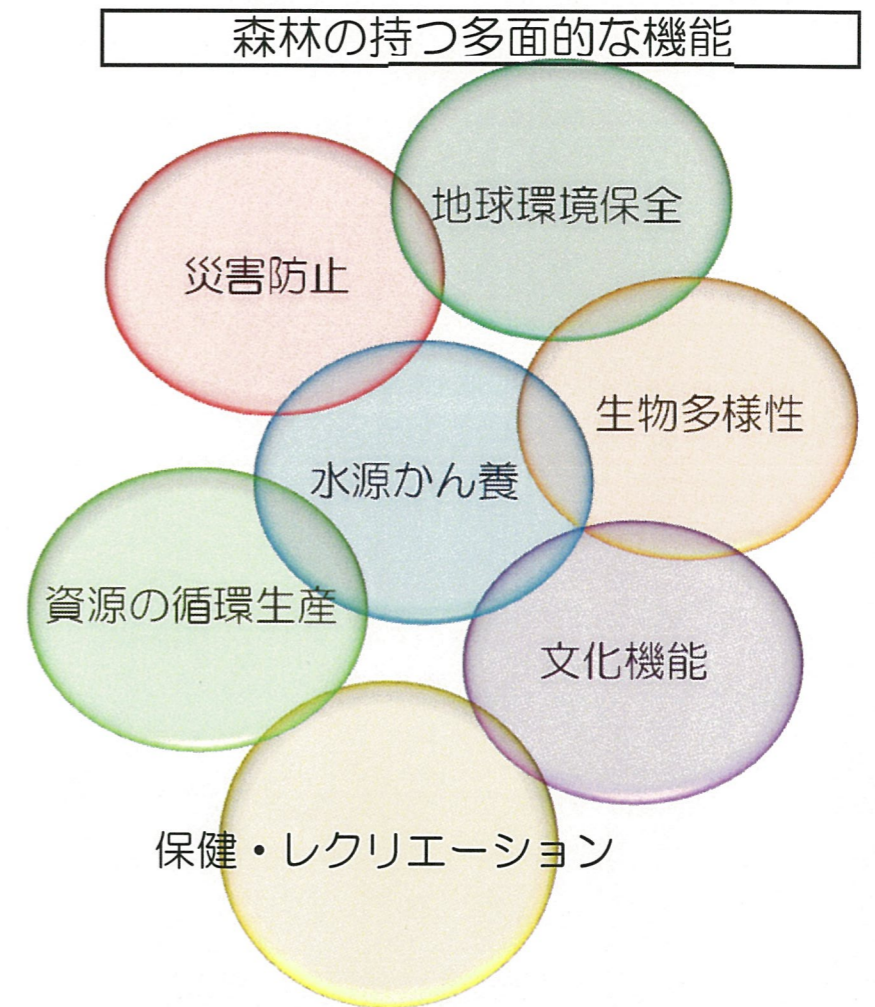 森林の持つ多面的な機能
地球環境保全
災害防止
生物多様性
水源かん養
資源の循環生産
文化機能
保健・レクリエーション